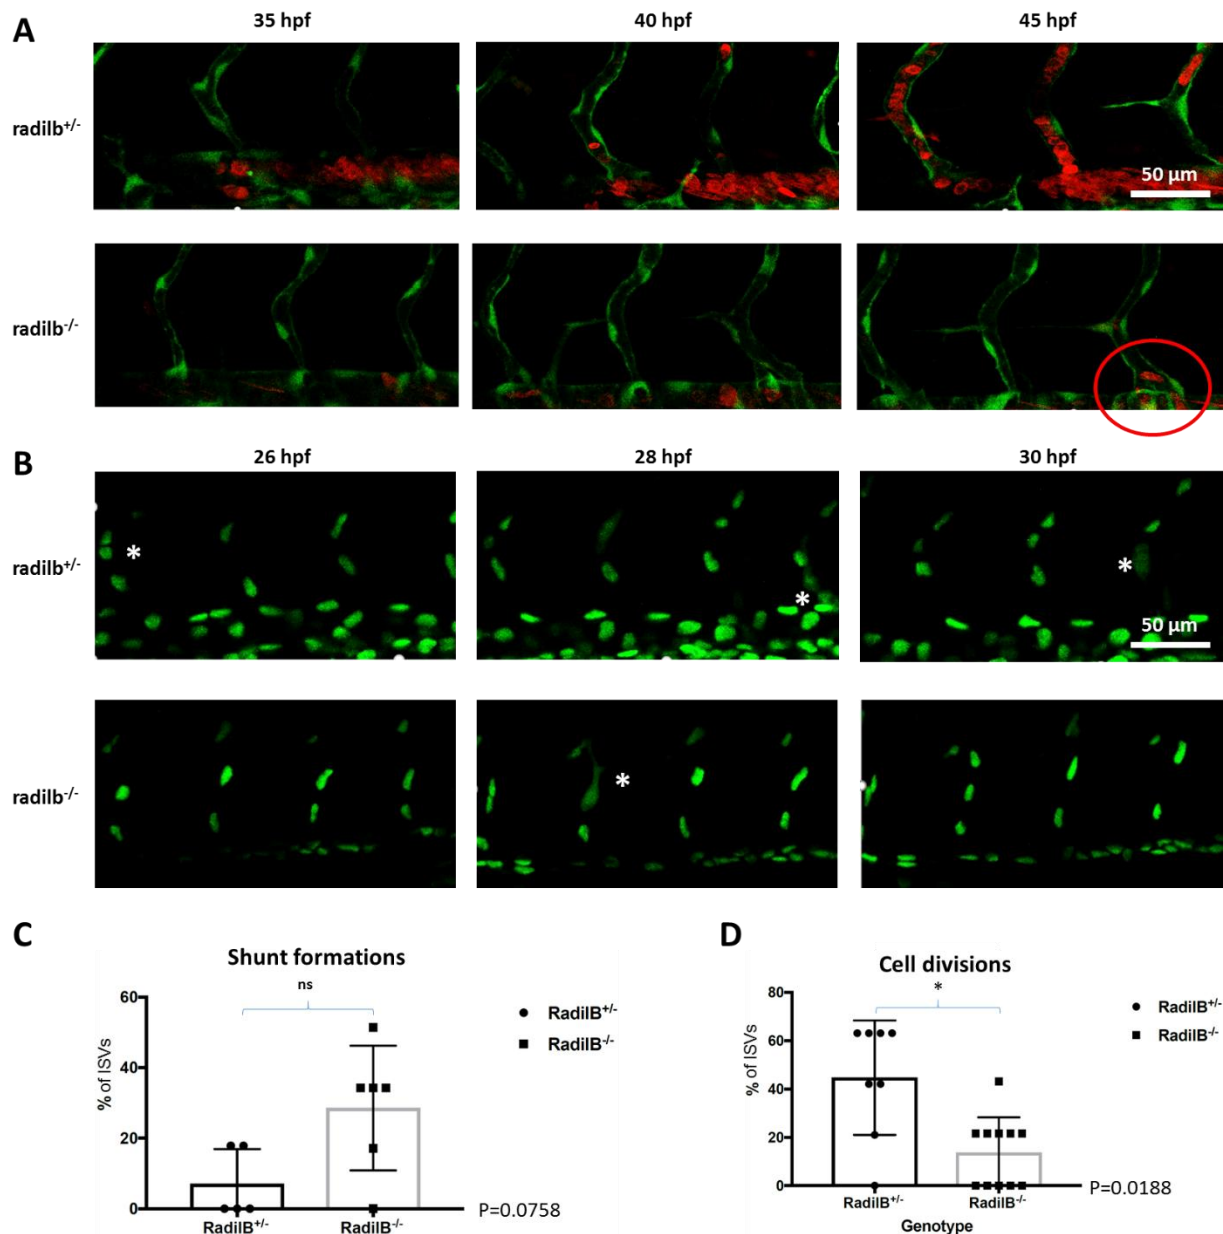 A
35 hpf
40 hpf
45 hpf
radilb+/-
50 µm
radilb-/-
B
26 hpf
28 hpf
30 hpf
radilb+/-
*
*
*
50 µm
radilb-/-
*
C
Shunt formations
ns
60
40
20
0
% of ISVs
RadilB+/-
RadilB-/-
RadilB+/-
RadilB-/-
P=0.0758
D
Cell divisions
*
80
60
40
20
0
% of ISVs
RadilB+/-
RadilB-/-
RadilB+/-
RadilB-/-
Genotype
P=0.0188